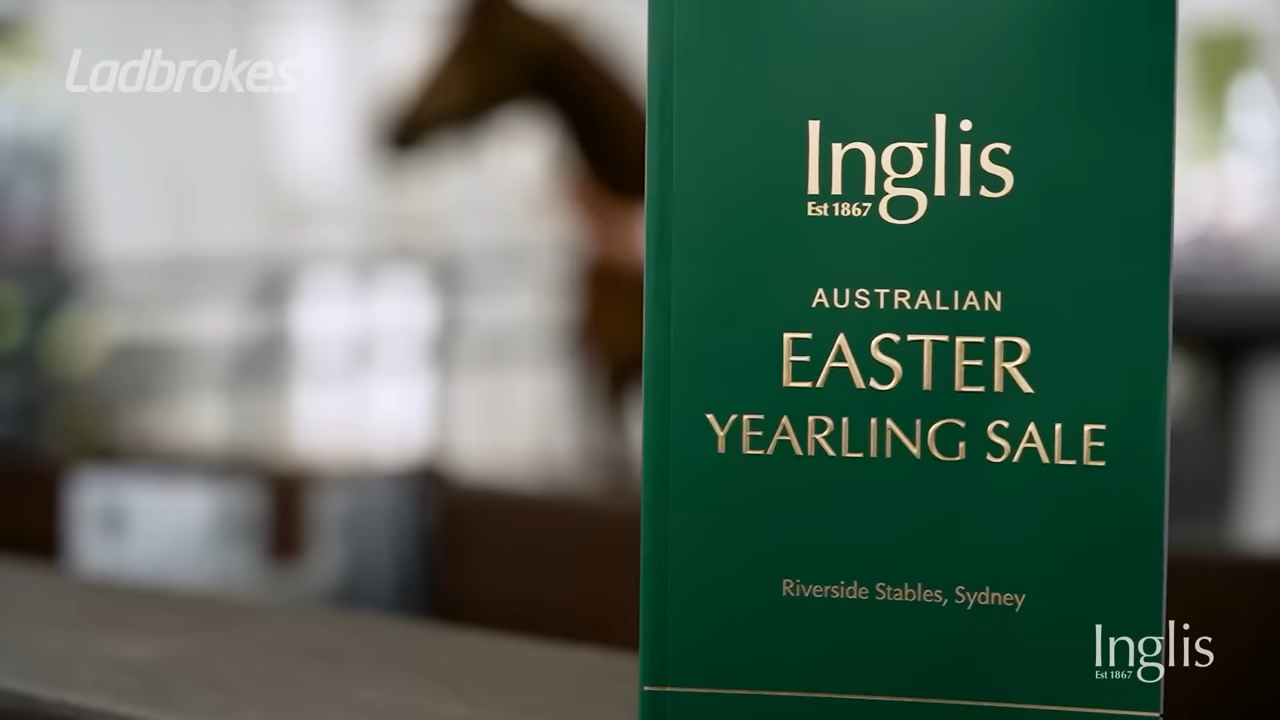 Ladbrokes
Inglis
Est 1867
AUSTRALIAN
EASTER
YEARLING SALE
Riverside Stables, Sydney
Inglis
Est 1867